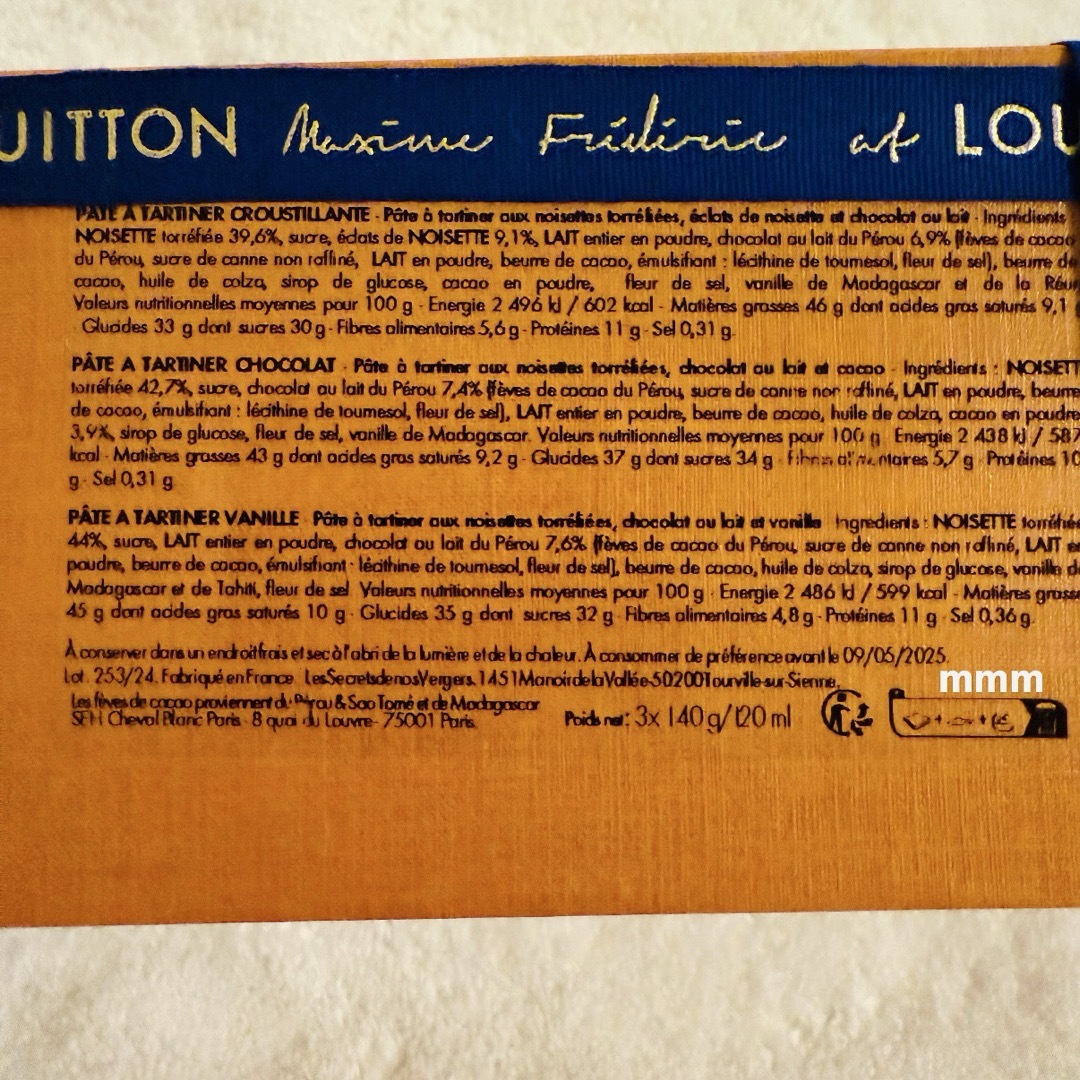 UITTON Maxime Frédéric at LOU
PÂTE À TARTINER CROUSTILLANTE - Pâte à tartiner aux noisettes torréfiées, éclats de noisette et chocolat au lait - Ingrédients
NOISETTE torréfiée 39,6%, sucre, éclats de NOISETTE 9,1%, LAIT entier en poudre, chocolat au lait du Pérou 6,9% (fèves de cacao
du Pérou, sucre de canne non raffiné, LAIT en poudre, beurre de cacao, émulsifiant : lécithine de tournesol, fleur de sel), beurre de
cacao, huile de colza, sirop de glucose, cacao en poudre, fleur de sel, vanille de Madagascar et de la Réun
Valeurs nutritionnelles moyennes pour 100 g - Energie 2 496 kJ / 602 kcal - Matières grasses 46 g dont acides gras saturés 9,1 g
- Glucides 33 g dont sucres 30 g - Fibres alimentaires 5,6 g - Protéines 11 g - Sel 0,31 g.
PÂTE À TARTINER CHOCOLAT - Pâte à tartiner aux noisettes torréfiées, chocolat au lait et cacao - Ingrédients : NOISETT
torréfiée 42,7%, sucre, chocolat au lait du Pérou 7,4% (fèves de cacao du Pérou, sucre de canne non raffiné, LAIT en poudre, beurre
de cacao, émulsifiant : lécithine de tournesol, fleur de sel), LAIT entier en poudre, beurre de cacao, huile de colza, cacao en poudre
3,9%, sirop de glucose, fleur de sel, vanille de Madagascar. Valeurs nutritionnelles moyennes pour 100 g - Energie 2 438 kJ / 587
kcal - Matières grasses 43 g dont acides gras saturés 9,2 g - Glucides 37 g dont sucres 34 g - Fibres alimentaires 5,7 g - Protéines 10
g - Sel 0,31 g
PÂTE A TARTINER VANILLE - Pâte à tartiner aux noisettes torréfiées, chocolat au lait et vanille - Ingrédients : NOISETTE torréfiée
44%, sucre, LAIT entier en poudre, chocolat au lait du Pérou 7,6% (fèves de cacao du Pérou, sucre de canne non raffiné, LAIT en
poudre, beurre de cacao, émulsifiant : lécithine de tournesol, fleur de sel), beurre de cacao, huile de colza, sirop de glucose, vanille de
Madagascar et de Tahiti, fleur de sel - Valeurs nutritionnelles moyennes pour 100 g - Energie 2 486 kJ / 599 kcal - Matières grasse
45 g dont acides gras saturés 10 g - Glucides 35 g dont sucres 32 g - Fibres alimentaires 4,8 g - Protéines 11 g - Sel 0,36 g.
À conserver dans un endroit frais et sec à l'abri de la lumière et de la chaleur. À consommer de préférence avant le 09/05/2025.
Lot. 253/24. Fabriqué en France. Les Secrets de nos Vergers. 1451 Manoir de la Vallée-50200 Tourville-sur-Sienne.
mmm
Les fèves de cacao proviennent du Pérou & Sao Tomé et de Madagascar
SFH Cheval Blanc Paris - 8 quai du Louvre- 75001 Paris.
Poids net : 3x 140 g/120 ml